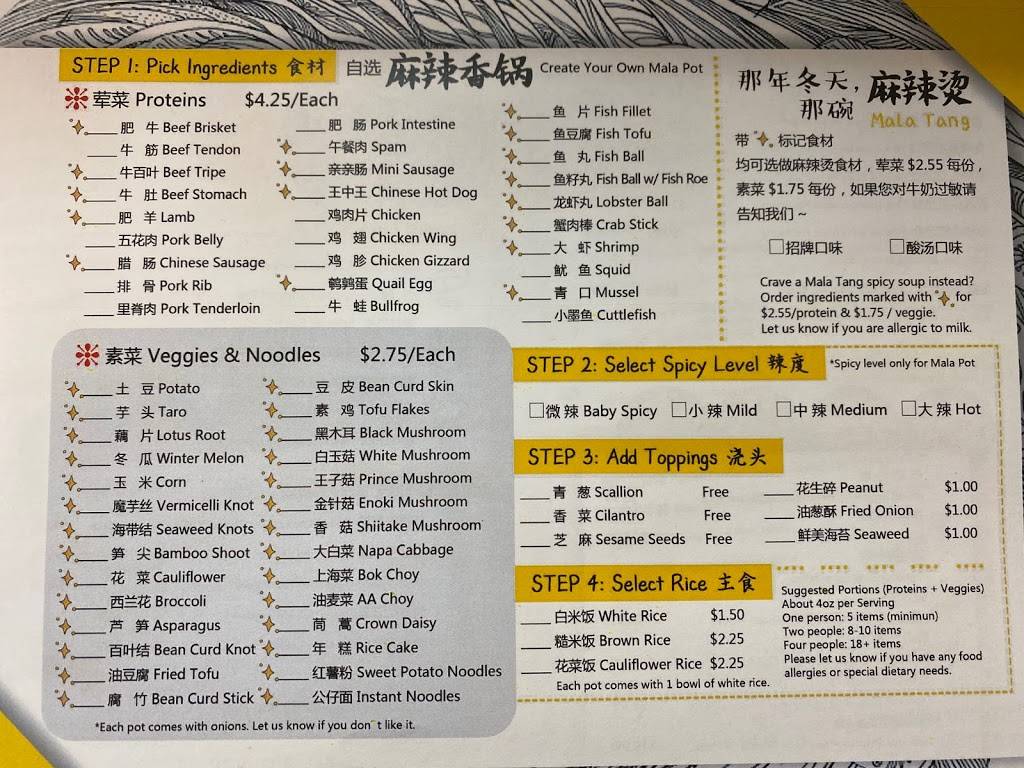 STEP 1: Pick Ingredients 食材
自选 麻辣香锅 Create Your Own Mala Pot
荤菜 Proteins $4.25/Each
肥 牛 Beef Brisket
牛 筋 Beef Tendon
牛百叶 Beef Tripe
牛 肚 Beef Stomach
肥 羊 Lamb
五花肉 Pork Belly
腊 肠 Chinese Sausage
排 骨 Pork Rib
里脊肉 Pork Tenderloin
肥 肠 Pork Intestine
午餐肉 Spam
亲亲肠 Mini Sausage
王中王 Chinese Hot Dog
鸡肉片 Chicken
鸡 翅 Chicken Wing
鸡 胗 Chicken Gizzard
鹌鹑蛋 Quail Egg
牛 蛙 Bullfrog
鱼 片 Fish Fillet
鱼豆腐 Fish Tofu
鱼 丸 Fish Ball
鱼籽丸 Fish Ball w/ Fish Roe
龙虾丸 Lobster Ball
蟹肉棒 Crab Stick
大 虾 Shrimp
鱿 鱼 Squid
青 口 Mussel
小墨鱼 Cuttlefish
那年冬天,
那碗 麻辣烫
Mala Tang
带 标记食材
均可选做麻辣烫食材，荤菜 $2.55 每份，
素菜 $1.75 每份，如果您对牛奶过敏请
告知我们 ~
招牌口味 酸汤口味
Crave a Mala Tang spicy soup instead?
Order ingredients marked with for
$2.55/protein & $1.75 / veggie.
Let us know if you are allergic to milk.
素菜 Veggies & Noodles $2.75/Each
土 豆 Potato
芋 头 Taro
藕 片 Lotus Root
冬 瓜 Winter Melon
玉 米 Corn
魔芋丝 Vermicelli Knot
海带结 Seaweed Knots
笋 尖 Bamboo Shoot
花 菜 Cauliflower
西兰花 Broccoli
芦 笋 Asparagus
百叶结 Bean Curd Knot
油豆腐 Fried Tofu
腐 竹 Bean Curd Stick
豆 皮 Bean Curd Skin
素 鸡 Tofu Flakes
黑木耳 Black Mushroom
白玉菇 White Mushroom
王子菇 Prince Mushroom
金针菇 Enoki Mushroom
香 菇 Shiitake Mushroom
大白菜 Napa Cabbage
上海菜 Bok Choy
油麦菜 AA Choy
茼 蒿 Crown Daisy
年 糕 Rice Cake
红薯粉 Sweet Potato Noodles
公仔面 Instant Noodles
*Each pot comes with onions. Let us know if you don`t like it.
STEP 2: Select Spicy Level 辣度 *Spicy level only for Mala Pot
微 辣 Baby Spicy 小 辣 Mild 中 辣 Medium 大 辣 Hot
STEP 3: Add Toppings 浇头
青 葱 Scallion Free
香 菜 Cilantro Free
芝 麻 Sesame Seeds Free
花生碎 Peanut $1.00
油葱酥 Fried Onion $1.00
鲜美海苔 Seaweed $1.00
STEP 4: Select Rice 主食
白米饭 White Rice $1.50
糙米饭 Brown Rice $2.25
花菜饭 Cauliflower Rice $2.25
Each pot comes with 1 bowl of white rice.
Suggested Portions (Proteins + Veggies)
About 4oz per Serving
One person: 5 items (minimun)
Two people: 8-10 items
Four people: 18+ items
Please let us know if you have any food
allergies or special dietary needs.